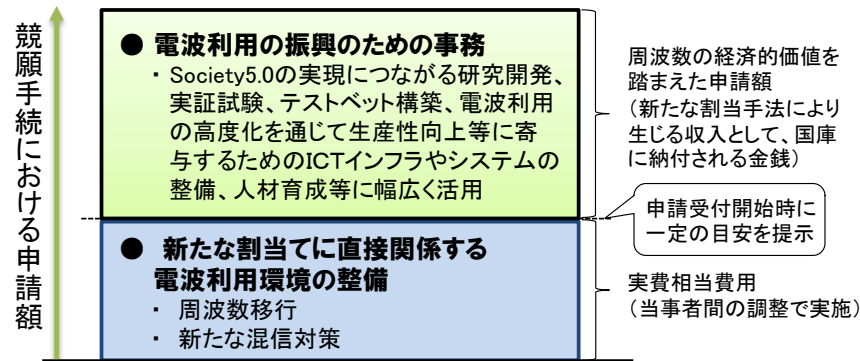 競願手続における申請額
● 電波利用の振興のための事務
・ Society5.0の実現につながる研究開発、
実証試験、テストベット構築、電波利用
の高度化を通じて生産性向上等に寄
与するためのICTインフラやシステムの
整備、人材育成等に幅広く活用
周波数の経済的価値を
踏まえた申請額
（新たな割当手法により
生じる収入として、国庫
に納付される金銭）
申請受付開始時に
一定の目安を提示
● 新たな割当てに直接関係する
電波利用環境の整備
・ 周波数移行
・ 新たな混信対策
実費相当費用
（当事者間の調整で実施）